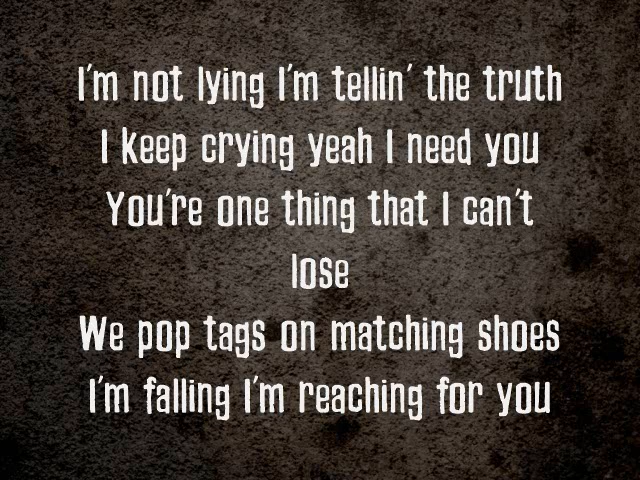 I'm not lying I'm tellin' the truth
I keep crying yeah I need you
You're one thing that I can't
lose
We pop tags on matching shoes
I'm falling I'm reaching for you